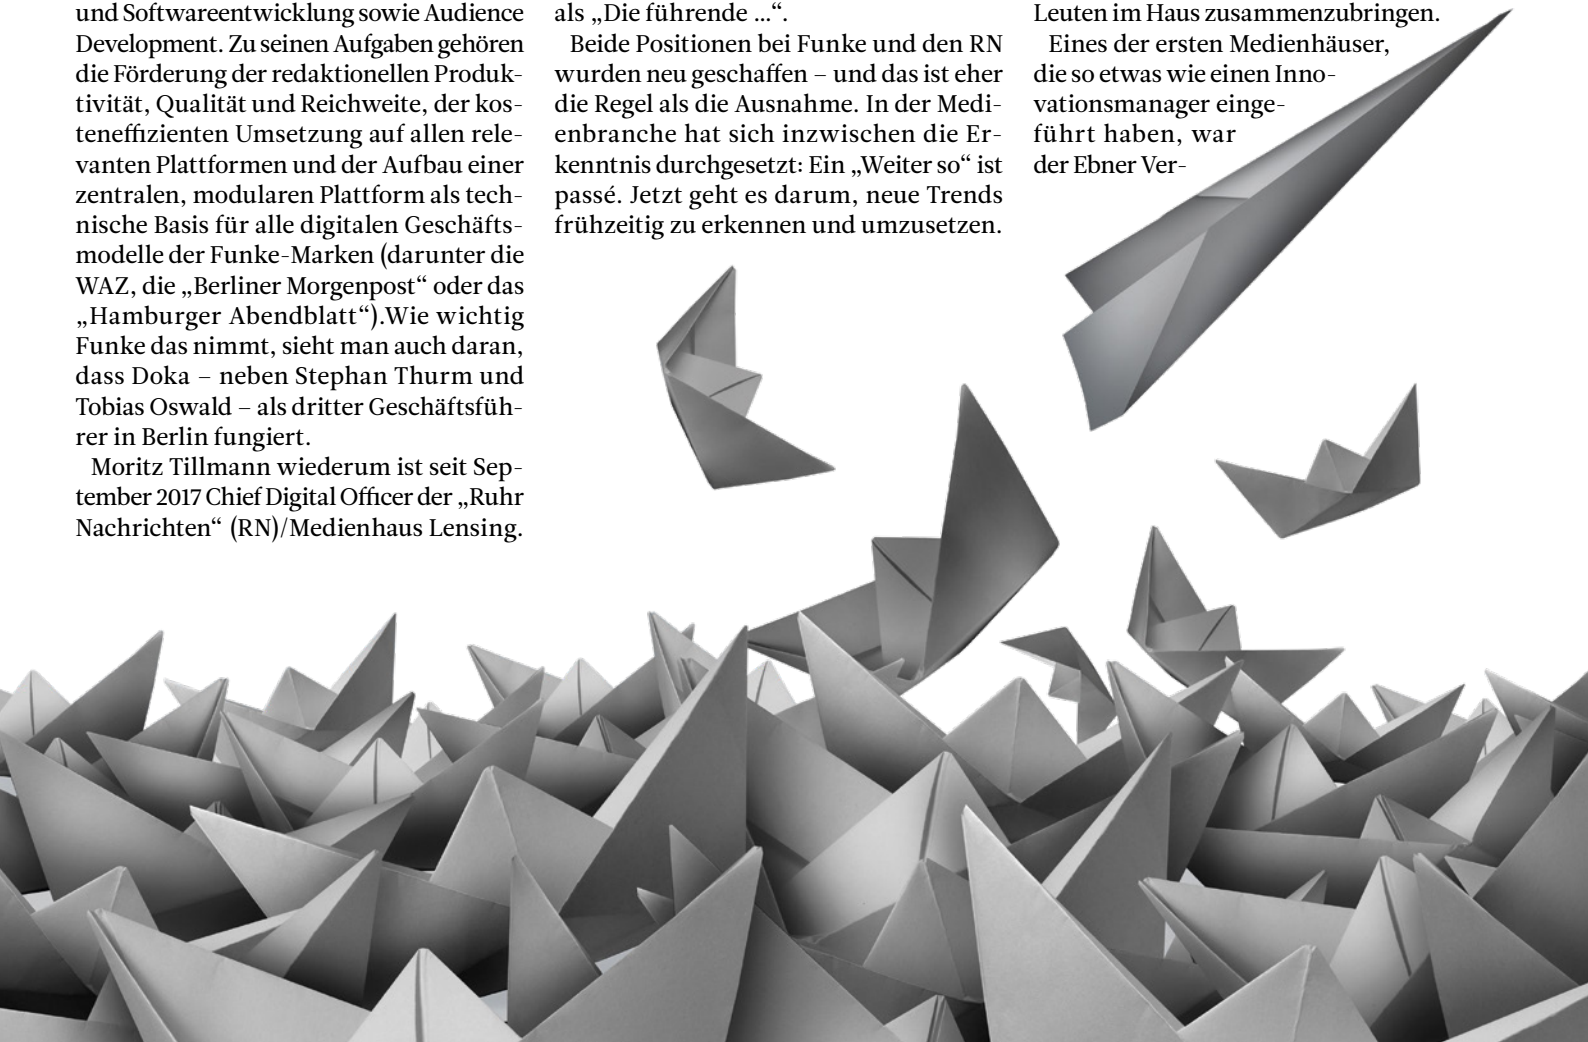 und Softwareentwicklung sowie Audience
Development. Zu seinen Aufgaben gehören
die Förderung der redaktionellen Produk-
tivität, Qualität und Reichweite, der kos-
teneffizienten Umsetzung auf allen rele-
vanten Plattformen und der Aufbau einer
zentralen, modularen Plattform als tech-
nische Basis für alle digitalen Geschäfts-
modelle der Funke-Marken (darunter die
WAZ, die „Berliner Morgenpost“ oder das
„Hamburger Abendblatt“).Wie wichtig
Funke das nimmt, sieht man auch daran,
dass Doka – neben Stephan Thurm und
Tobias Oswald – als dritter Geschäftsfüh-
rer in Berlin fungiert.
Moritz Tillmann wiederum ist seit Sep-
tember 2017 Chief Digital Officer der „Ruhr
Nachrichten“ (RN)/Medienhaus Lensing.
als „Die führende ...“.
Beide Positionen bei Funke und den RN
wurden neu geschaffen – und das ist eher
die Regel als die Ausnahme. In der Medi-
enbranche hat sich inzwischen die Er-
kenntnis durchgesetzt: Ein „Weiter so“ ist
passé. Jetzt geht es darum, neue Trends
frühzeitig zu erkennen und umzusetzen.
Leuten im Haus zusammenzubringen.
Eines der ersten Medienhäuser,
die so etwas wie einen Inno-
vationsmanager einge-
führt haben, war
der Ebner Ver-